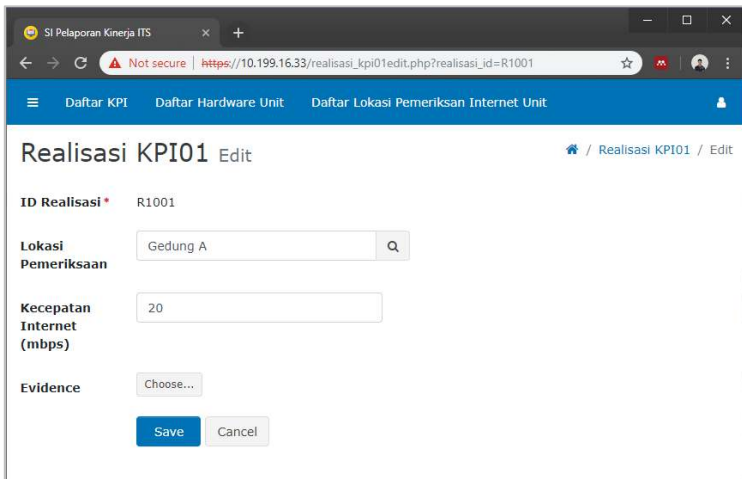 SI Pelaporan Kinerja ITS
Not secure | https://10.199.16.33/realisasi_kpi01edit.php?realisasi_id=R1001
Daftar KPI Daftar Hardware Unit Daftar Lokasi Pemeriksan Internet Unit
Realisasi KPI01 Edit / Realisasi KPI01 / Edit
ID Realisasi * R1001
Lokasi
Pemeriksaan
Gedung A
Kecepatan
Internet
(mbps)
20
Evidence Choose...
Save Cancel